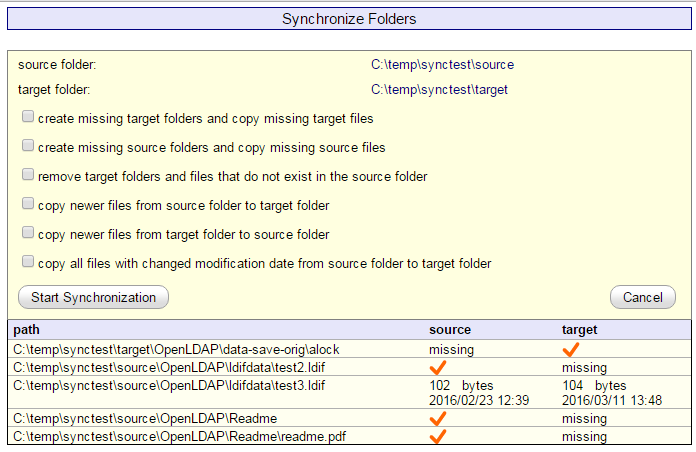 Synchronize Folders
source folder: C:\temp\synctest\source
target folder: C:\temp\synctest\target
create missing target folders and copy missing target files
create missing source folders and copy missing source files
remove target folders and files that do not exist in the source folder
copy newer files from source folder to target folder
copy newer files from target folder to source folder
copy all files with changed modification date from source folder to target folder
Start Synchronization Cancel
path source target
C:\temp\synctest\target\OpenLDAP\data-save-orig\alock missing
C:\temp\synctest\source\OpenLDAP\ldifdata\test2.ldif missing
C:\temp\synctest\source\OpenLDAP\ldifdata\test3.ldif 102 bytes 104 bytes
2016/02/23 12:39 2016/03/11 13:48
C:\temp\synctest\source\OpenLDAP\Readme missing
C:\temp\synctest\source\OpenLDAP\Readme\readme.pdf missing